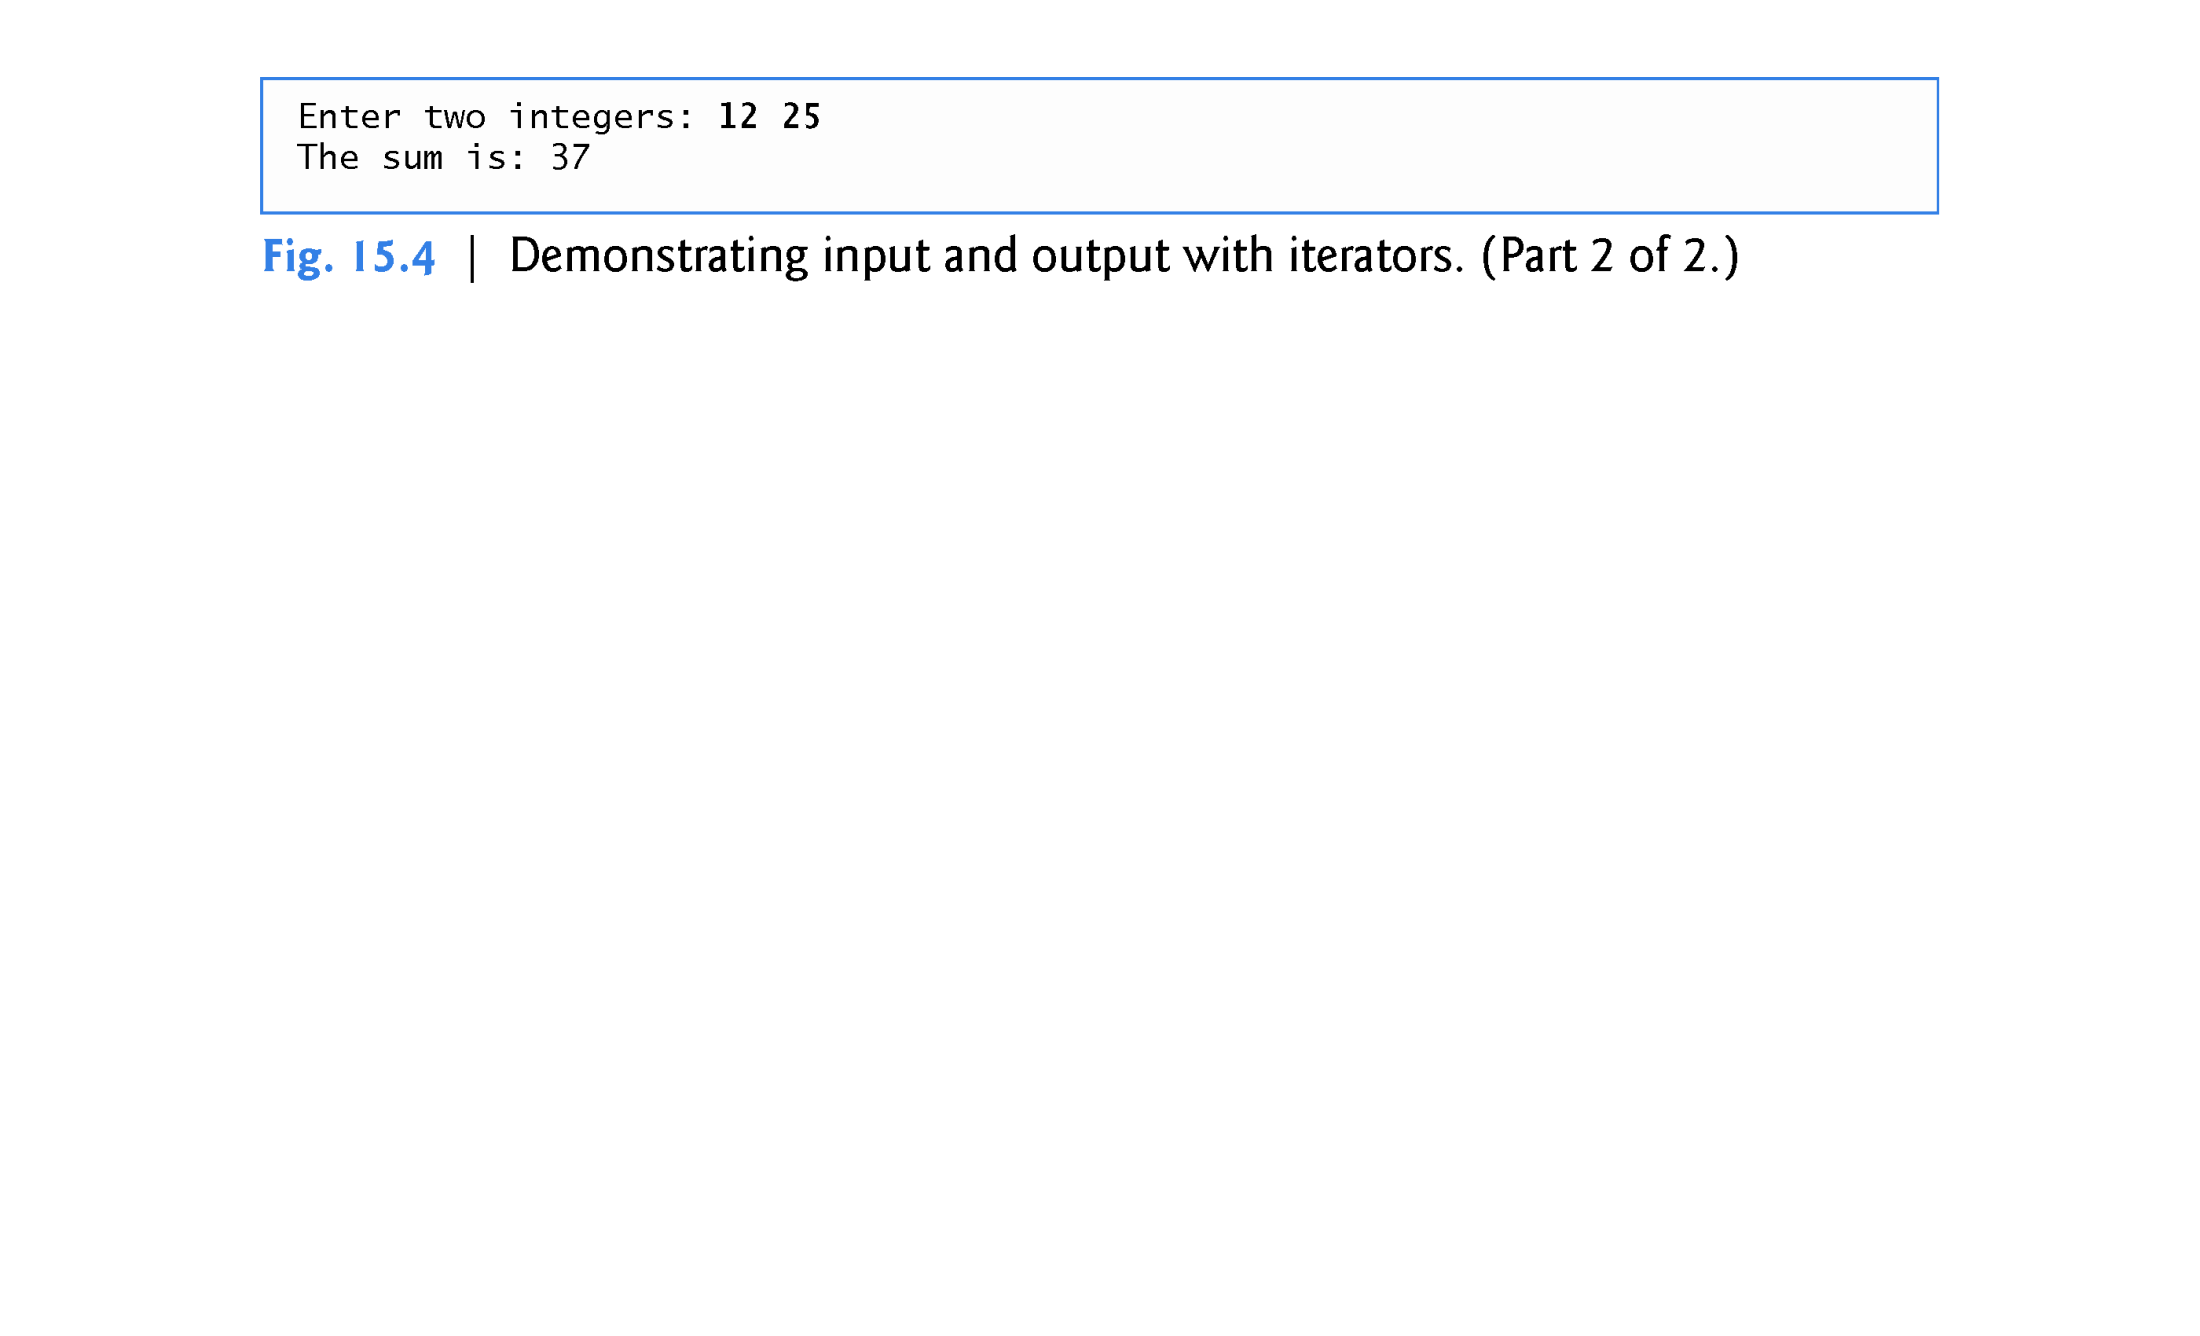 Enter two integers: 12 25
The sum is: 37
Fig. 15.4 | Demonstrating input and output with iterators. (Part 2 of 2.)